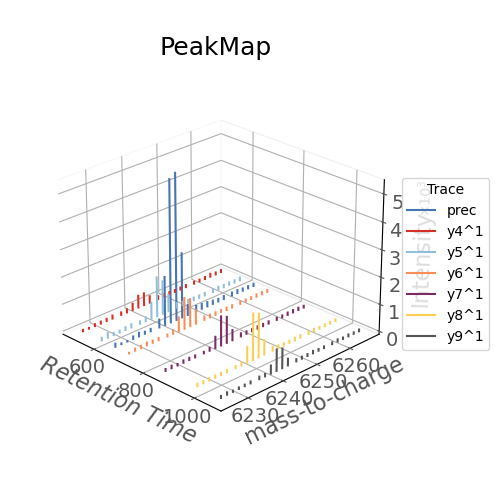 PeakMap
Trace
prec
y4^1
y5^1
y6^1
y7^1
y8^1
y9^1
5
4
3
2
1
0
Intensity
600
800
1000
Retention Time
6230
6240
6250
6260
mass-to-charge